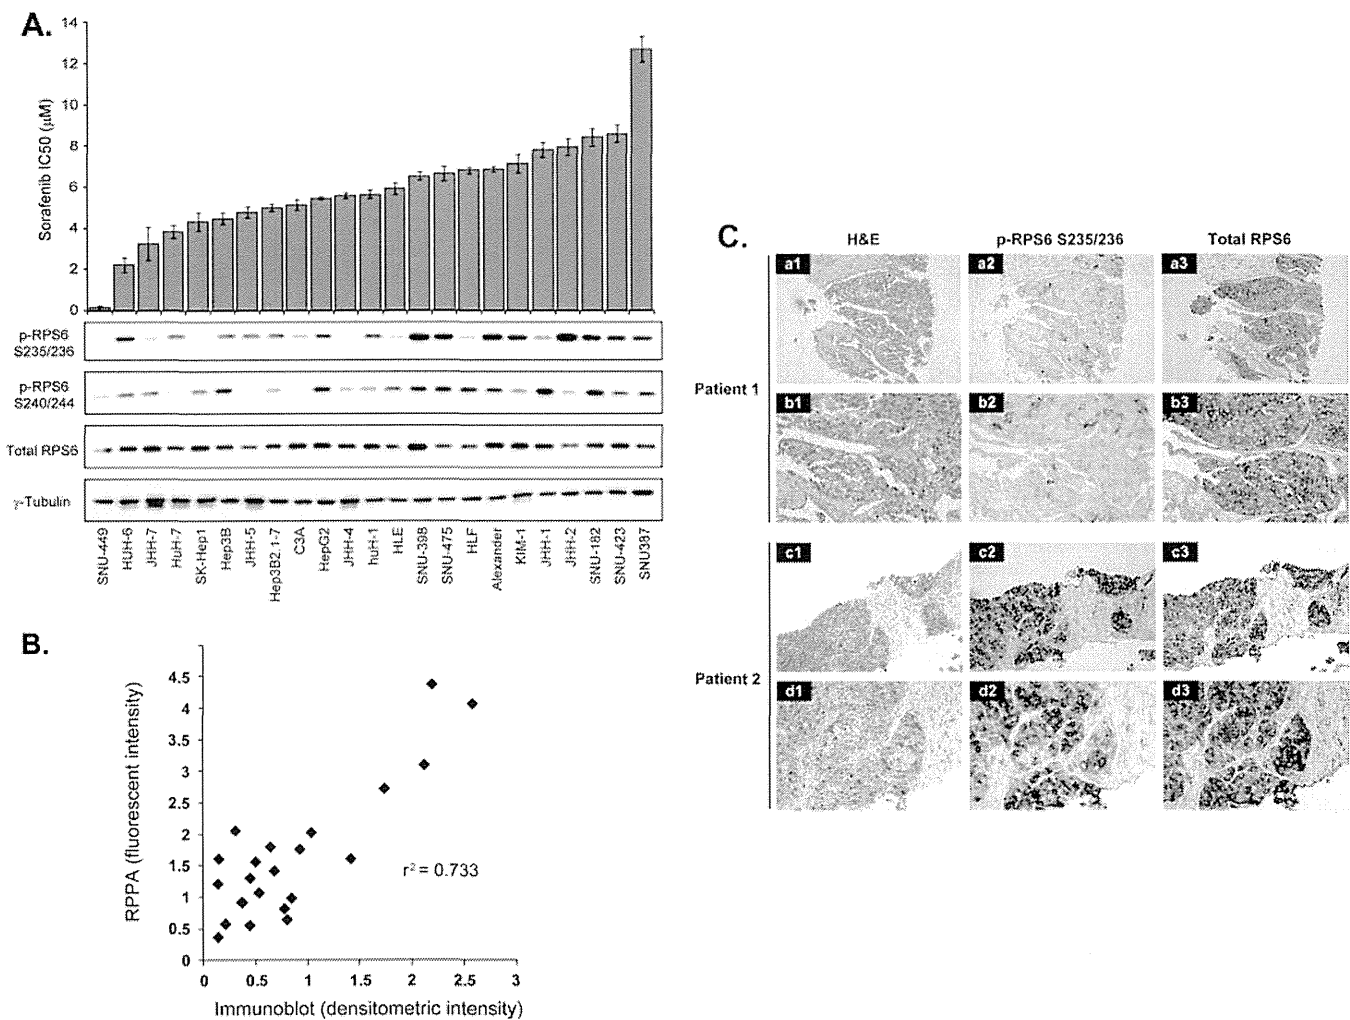 A.
14
12
10
8
6
4
2
0
Sorafenib IC50 (μM)
p-RPS6
S235/236
p-RPS6
S240/244
Total RPS6
γ-Tubulin
SNU-449
HUH-6
JHH-7
HuH-7
SK-Hep1
Hep3B
JHH-5
Hep3B2.1-7
C3A
HepG2
JHH-4
huH-1
HLE
SNU-398
SNU-475
HLF
Alexander
KIM-1
JHH-1
JHH-2
SNU-182
SNU-423
SNU387
B.
4.5
4
3.5
3
2.5
2
1.5
1
0.5
0
RPPA (fluorescent intensity)
r² = 0.733
0 0.5 1 1.5 2 2.5 3
Immunoblot (densitometric intensity)
C.
H&E p-RPS6 S235/236 Total RPS6
Patient 1
a1 a2 a3
b1 b2 b3
Patient 2
c1 c2 c3
d1 d2 d3